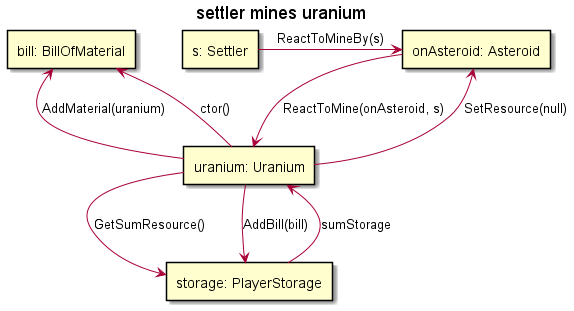 settler mines uranium
bill: BillOfMaterial
s: Settler
ReactToMineBy(s)
onAsteroid: Asteroid
AddMaterial(uranium)
ctor()
ReactToMine(onAsteroid, s)
SetResource(null)
uranium: Uranium
GetSumResource()
AddBill(bill)
sumStorage
storage: PlayerStorage